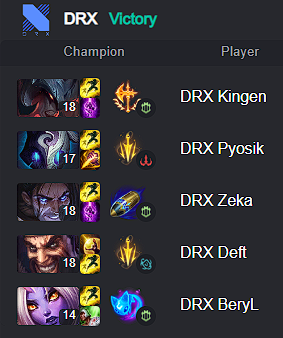 DRX
DRX Victory
Champion Player
18 DRX Kingen
17 DRX Pyosik
18 DRX Zeka
18 DRX Deft
14 DRX BeryL